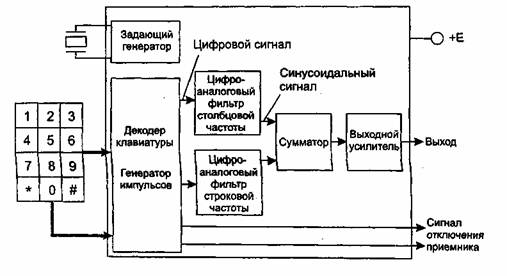 Задающий
генератор
+E
Цифровой сигнал
Синусоидальный
сигнал
Цифро-
аналоговый
фильтр
столбцовой
частоты
1 2 3
4 5 6
7 8 9
* 0 #
Декодер
клавиатуры
Генератор
импульсов
Сумматор
Выходной
усилитель
Выход
Цифро-
аналоговый
фильтр
строковой
частоты
Сигнал
отключения
приемника